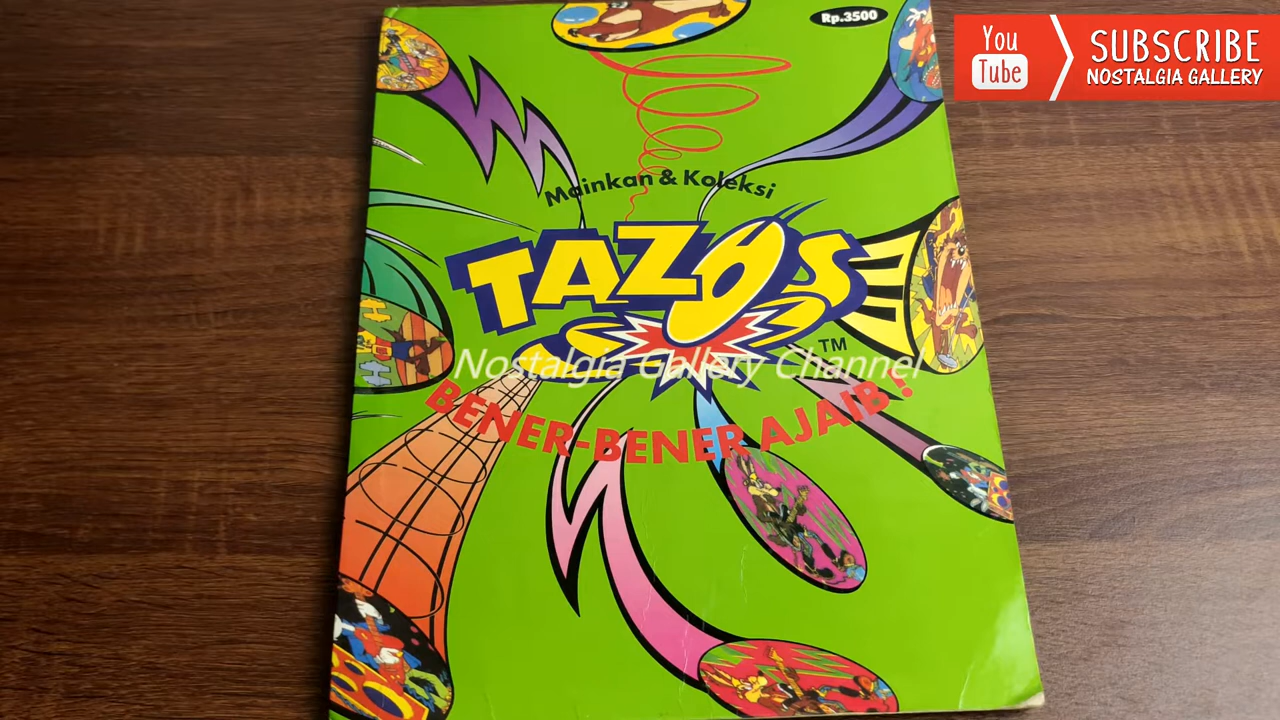 Rp.3500
You
Tube
SUBSCRIBE
NOSTALGIA GALLERY
Mainkan & Koleksi
TAZOS
TM
Nostalgia Gallery Channel
BENER-BENER AJAIB!